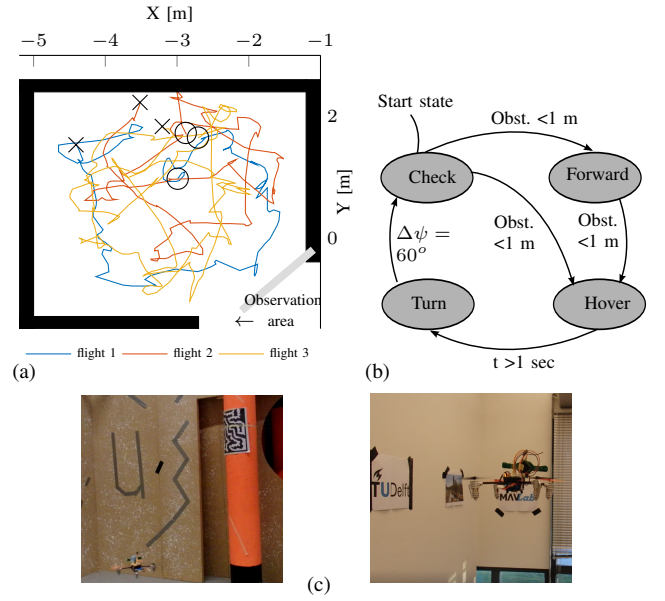 X [m]
−5
−4
−3
−2
−1
2
Y [m]
0
Observation
← area
flight 1
flight 2
flight 3
(a)
Start state
Obst. <1 m
Check
Forward
Obst.
<1 m
Obst.
<1 m
Δψ =
60°
Turn
Hover
t >1 sec
(b)
u
TUDelft
MAVLab
(c)